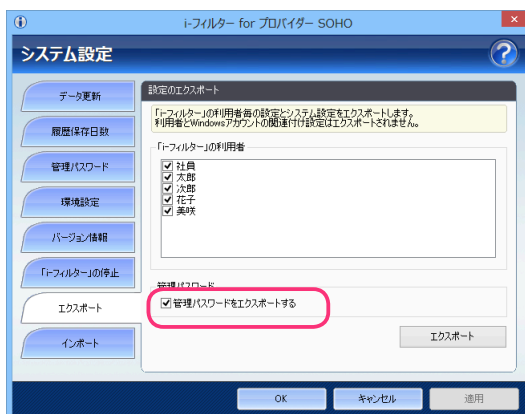 i-フィルター for プロバイダー SOHO
システム設定
データ更新
履歴保存日数
管理パスワード
環境設定
バージョン情報
「i-フィルター」の停止
エクスポート
インポート
設定のエクスポート
「i-フィルター」の利用者毎の設定とシステム設定をエクスポートします。
利用者とWindowsアカウントの関連付け設定はエクスポートされません。
「i-フィルター」の利用者
社員
太郎
次郎
花子
美咲
管理パスワード
管理パスワードをエクスポートする
エクスポート
OK
キャンセル
適用